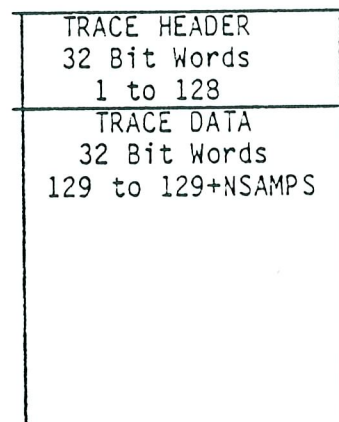 TRACE HEADER
32 Bit Words
1 to 128
TRACE DATA
32 Bit Words
129 to 129+NSAMPS